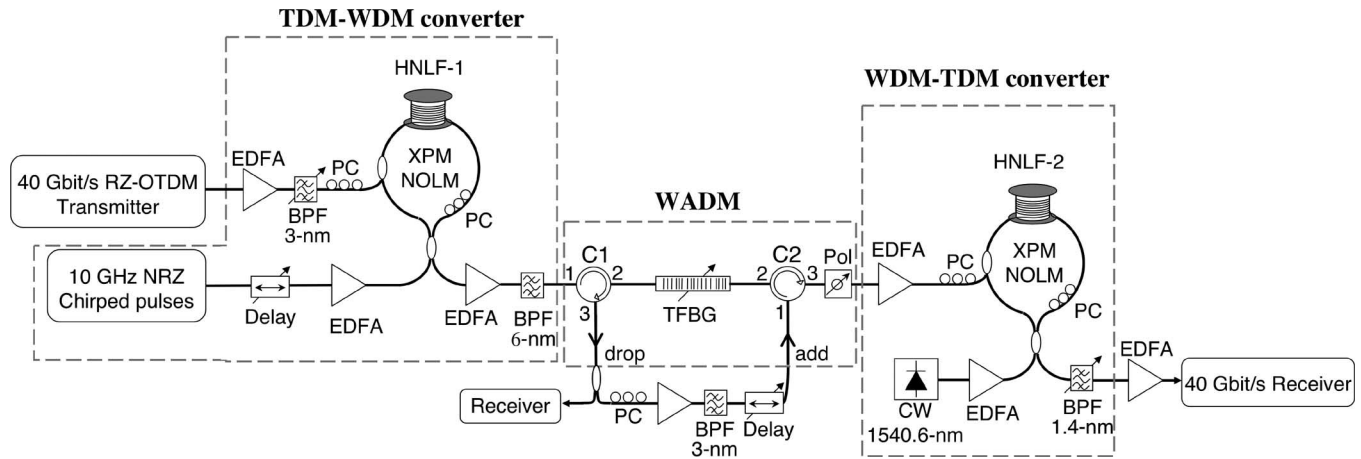 TDM-WDM converter
HNLF-1
EDFA
PC
XPM
NOLM
40 Gbit/s RZ-OTDM
Transmitter
BPF
3-nm
PC
10 GHz NRZ
Chirped pulses
Delay
EDFA
EDFA
BPF
6-nm
WADM
C1
1
2
3
TFBG
C2
2
3
1
Pol
drop
add
Receiver
PC
BPF
3-nm
Delay
WDM-TDM converter
HNLF-2
EDFA
PC
XPM
NOLM
PC
CW
1540.6-nm
EDFA
BPF
1.4-nm
EDFA
40 Gbit/s Receiver